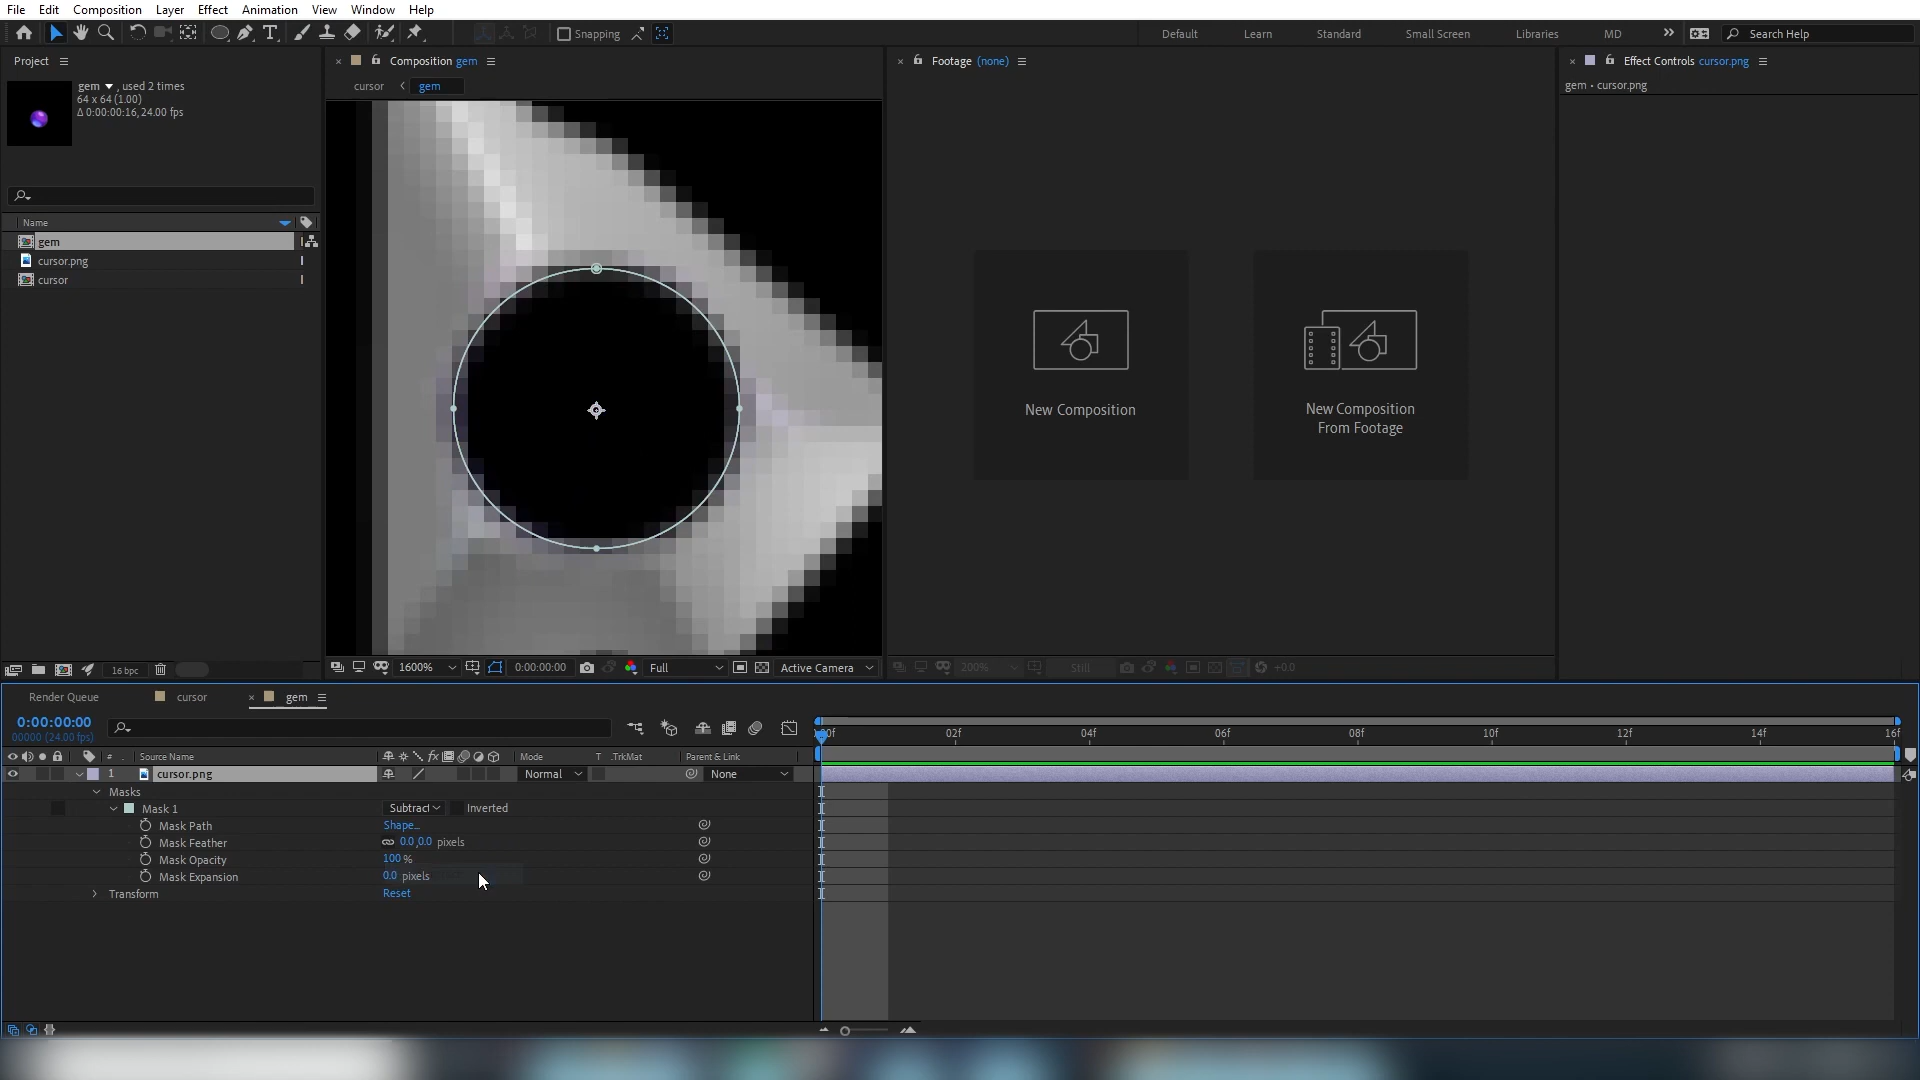 File Edit Composition Layer Effect Animation View Window Help
Snapping
Default Learn Standard Small Screen Libraries MD Search Help
Project
gem , used 2 times
64 x 64 (1.00)
Δ 0:00:00:16, 24.00 fps
Name
gem
cursor.png
cursor
16 bpc
Composition gem
cursor gem
1600% 0:00:00:00 Full Active Camera
Footage (none)
New Composition
New Composition
From Footage
200% Still +0.0
Effect Controls cursor.png
gem • cursor.png
Render Queue cursor gem
0:00:00:00
00000 (24.00 fps)
# Source Name Mode T .TrkMat Parent & Link
02f 04f 06f 08f 10f 12f 14f 16f
1 cursor.png Normal None
Masks
Mask 1 Subtract Inverted
Mask Path Shape...
Mask Feather 0.0,0.0 pixels
Mask Opacity 100 %
Mask Expansion 0.0 pixels
Transform Reset